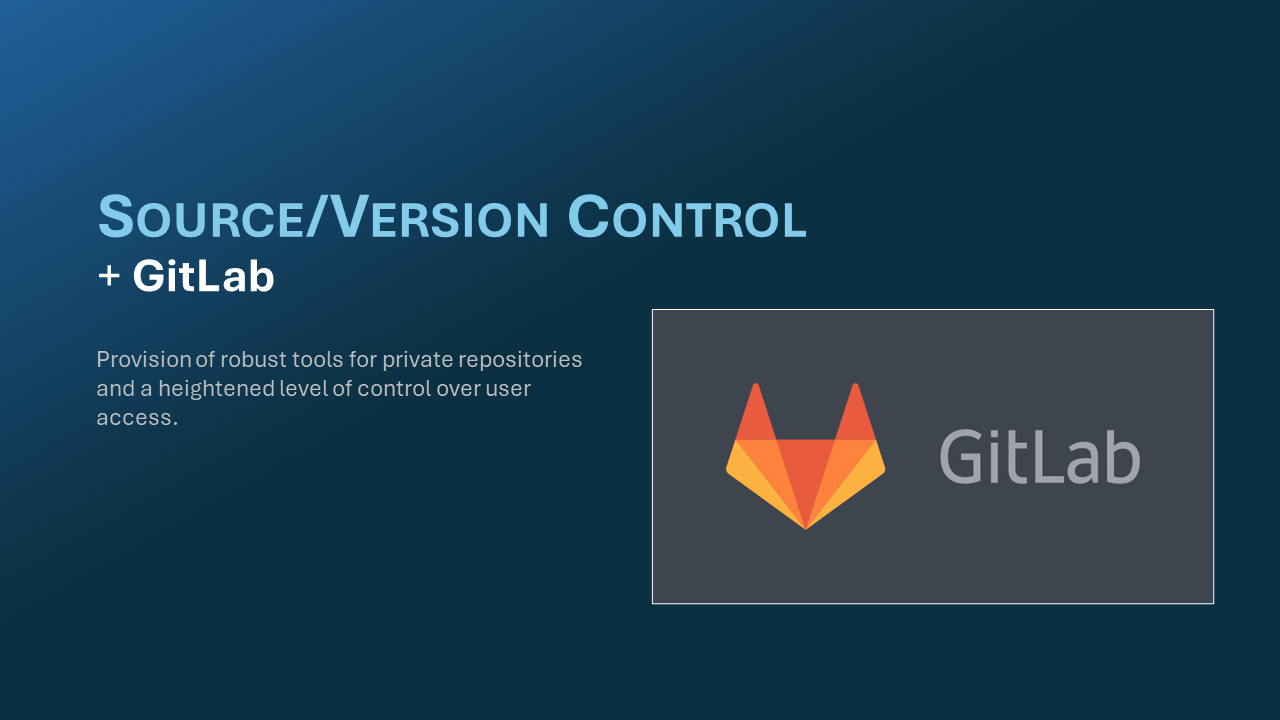 SOURCE/VERSION CONTROL
+ GitLab
Provision of robust tools for private repositories
and a heightened level of control over user
access.
GitLab